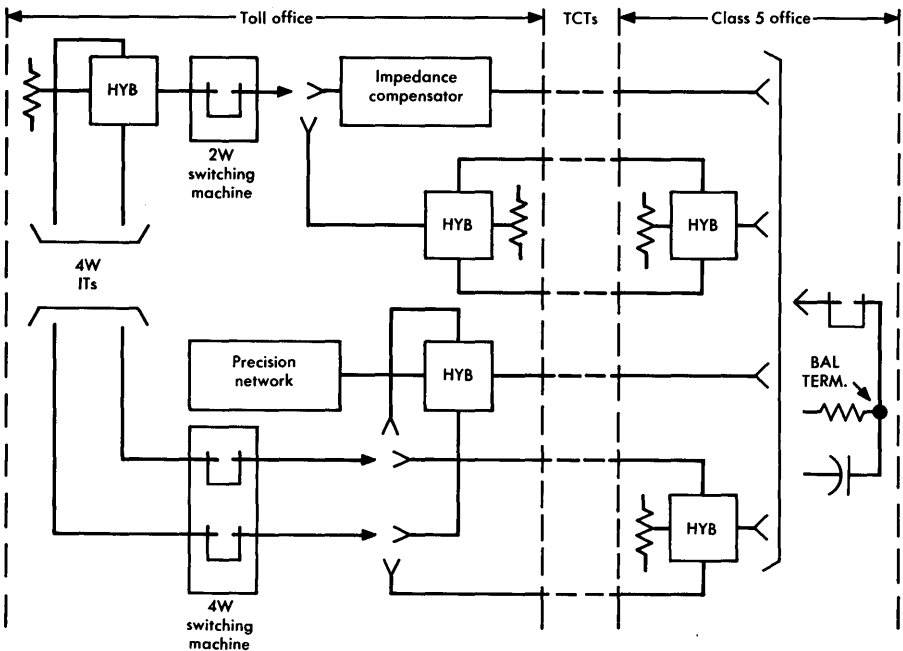 Toll office
TCTs
Class 5 office
HYB
Impedance
compensator
2W
switching
machine
HYB
HYB
4W
ITs
Precision
network
HYB
BAL
TERM.
HYB
4W
switching
machine